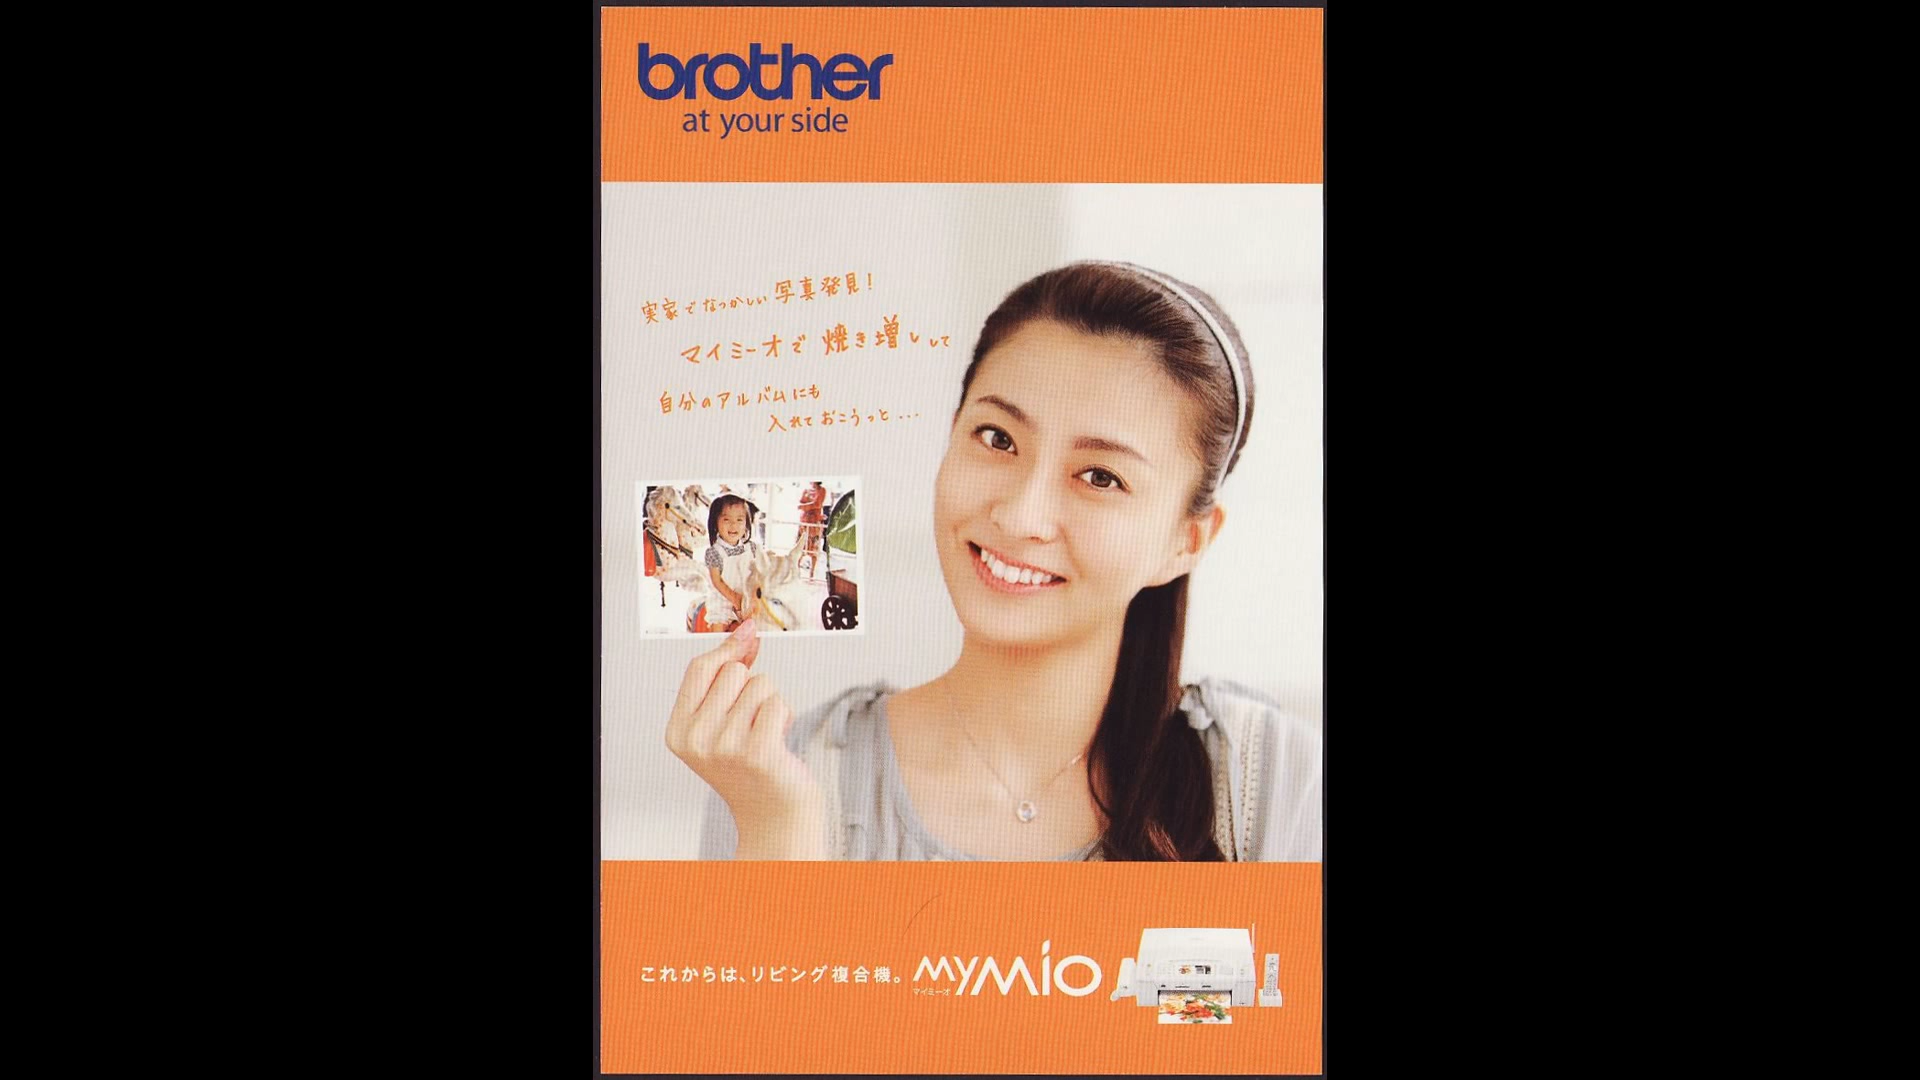 brother
at your side
実家でなつかしい写真発見!
マイミーオで焼き増しして
自分のアルバムにも
入れておこうっと...
これからは、リビング複合機。
MYMIO
マイミーオ